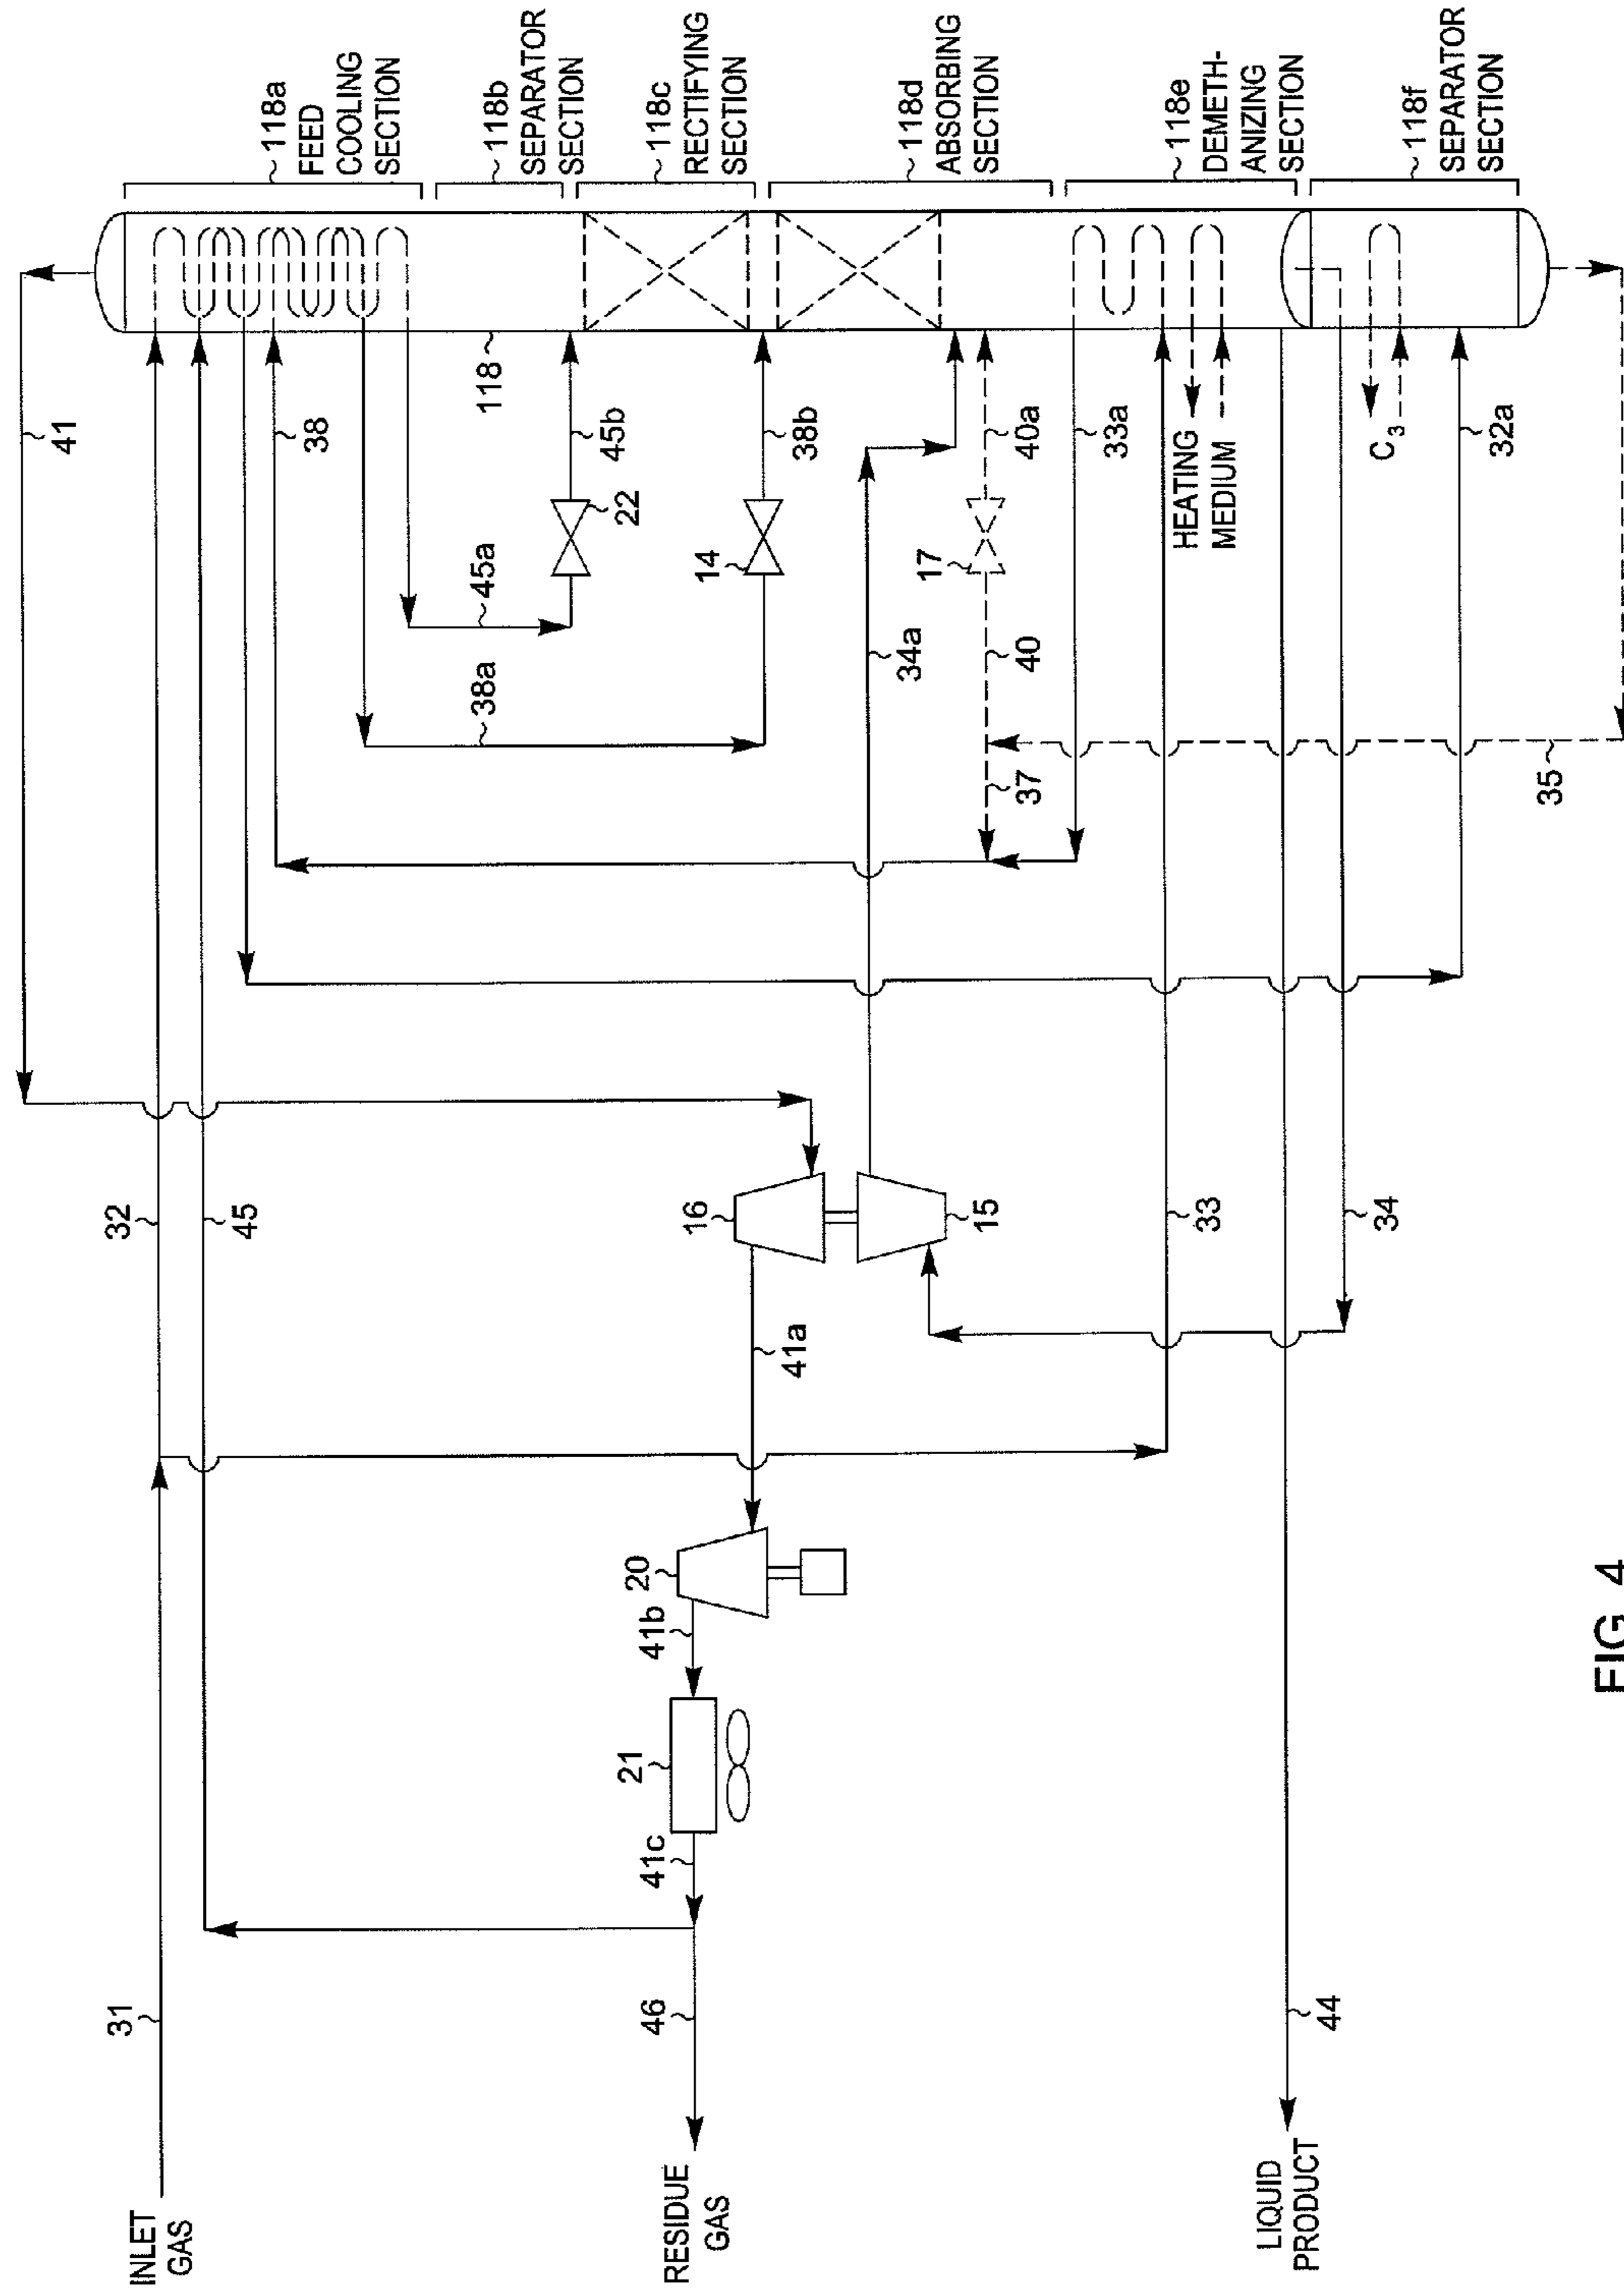 41
118a
FEED
COOLING
SECTION
118b
SEPARATOR
SECTION
118c
RECTIFYING
SECTION
118d
ABSORBING
SECTION
118e
DEMETH-
ANIZING
SECTION
118f
SEPARATOR
SECTION
38
118
45b
22
45a
38a
14
38b
34a
40a
17
40
37
33a
HEATING
MEDIUM
C3
32a
35
32
45
16
15
41a
33
34
20
41b
21
41c
31
46
44
INLET
GAS
RESIDUE
GAS
LIQUID
PRODUCT
FIG. 4